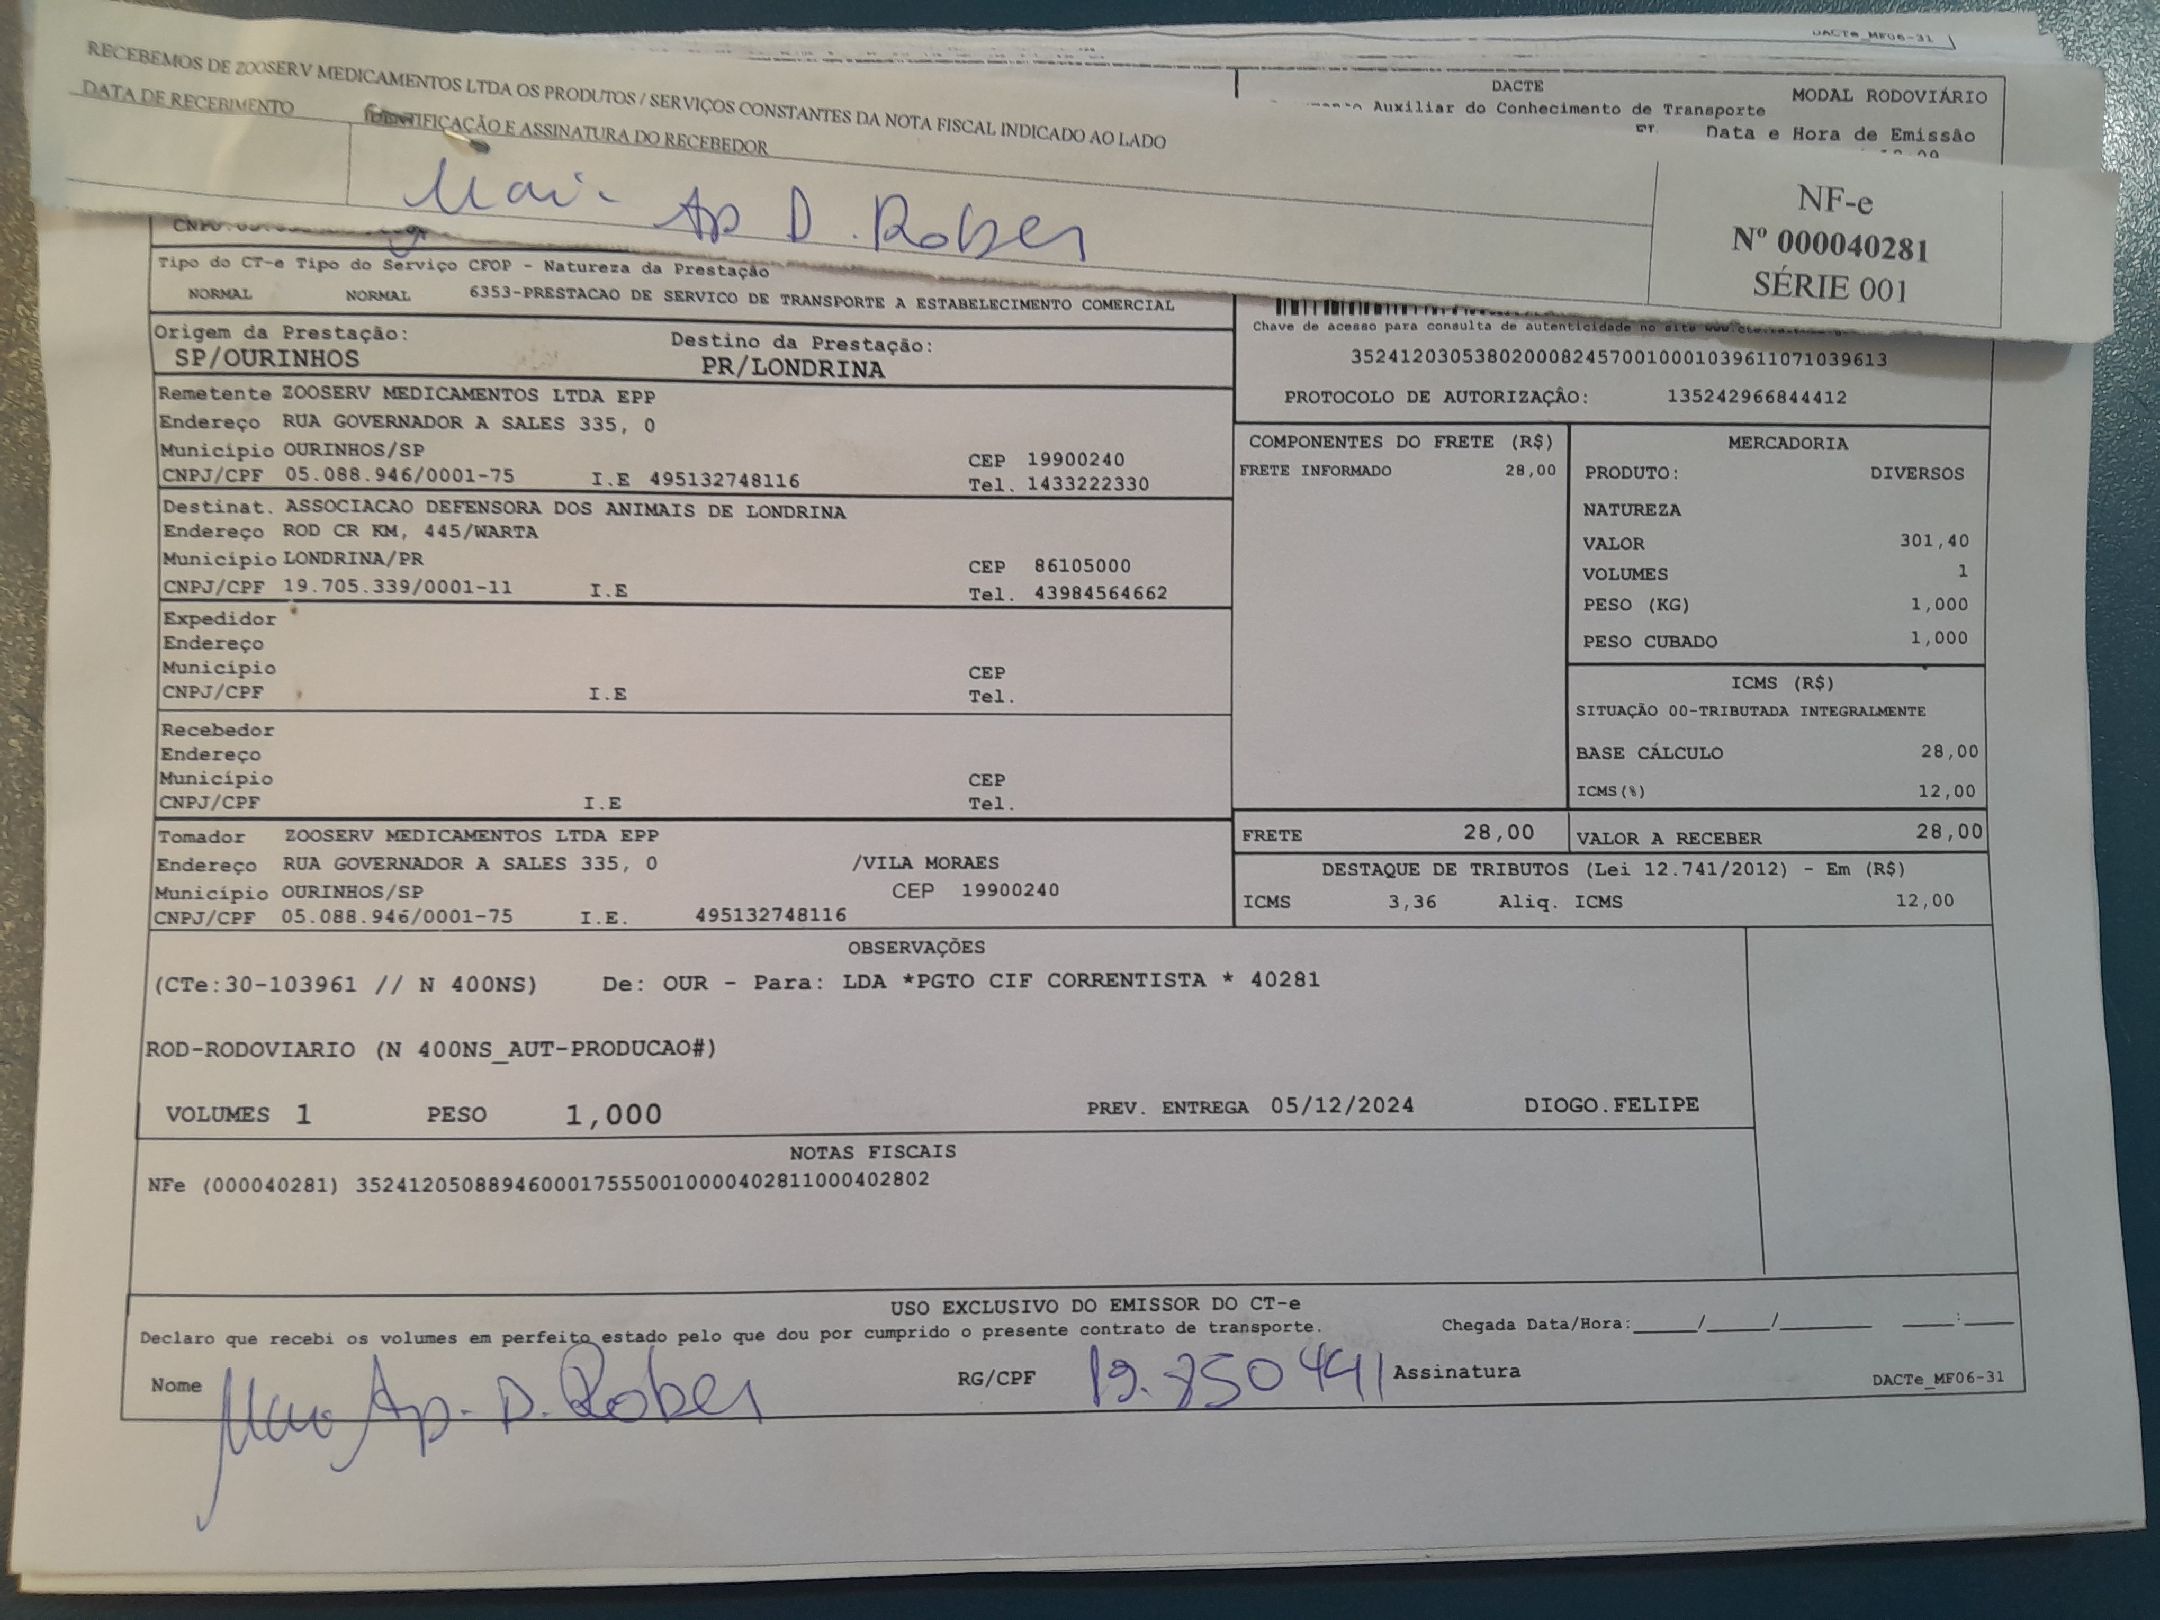 DACTe_MF06-31
RECEBEMOS DE ZOOSERV MEDICAMENTOS LTDA OS PRODUTOS / SERVIÇOS CONSTANTES DA NOTA FISCAL INDICADO AO LADO
DATA DE RECEBIMENTO
IDENTIFICAÇÃO E ASSINATURA DO RECEBEDOR
Ap D. Rober
NF-e
Nº 000040281
SÉRIE 001
DACTE
MODAL RODOVIÁRIO
Auxiliar do Conhecimento de Transporte
Data e Hora de Emissão
Tipo do CT-e Tipo do Serviço CFOP - Natureza da Prestação
NORMAL NORMAL 6353-PRESTACAO DE SERVICO DE TRANSPORTE A ESTABELECIMENTO COMERCIAL
Origem da Prestação: Destino da Prestação:
SP/OURINHOS PR/LONDRINA
Chave de acesso para consulta de autenticidade no site
35241203053802000824570010001039611071039613
PROTOCOLO DE AUTORIZAÇÂO: 135242966844412
Remetente ZOOSERV MEDICAMENTOS LTDA EPP
Endereço RUA GOVERNADOR A SALES 335, 0
Município OURINHOS/SP CEP 19900240
CNPJ/CPF 05.088.946/0001-75 I.E 495132748116 Tel. 1433222330
Destinat. ASSOCIACAO DEFENSORA DOS ANIMAIS DE LONDRINA
Endereço ROD CR KM, 445/WARTA
Município LONDRINA/PR CEP 86105000
CNPJ/CPF 19.705.339/0001-11 I.E Tel. 43984564662
Expedidor
Endereço
Município CEP
CNPJ/CPF I.E Tel.
Recebedor
Endereço
Município CEP
CNPJ/CPF I.E Tel.
Tomador ZOOSERV MEDICAMENTOS LTDA EPP
Endereço RUA GOVERNADOR A SALES 335, 0 /VILA MORAES
Município OURINHOS/SP CEP 19900240
CNPJ/CPF 05.088.946/0001-75 I.E. 495132748116
COMPONENTES DO FRETE (R$)
FRETE INFORMADO 28,00
MERCADORIA
PRODUTO: DIVERSOS
NATUREZA
VALOR 301,40
VOLUMES 1
PESO (KG) 1,000
PESO CUBADO 1,000
ICMS (R$)
SITUAÇÃO 00-TRIBUTADA INTEGRALMENTE
BASE CÁLCULO 28,00
ICMS(%) 12,00
FRETE 28,00 VALOR A RECEBER 28,00
DESTAQUE DE TRIBUTOS (Lei 12.741/2012) - Em (R$)
ICMS 3,36 Aliq. ICMS 12,00
OBSERVAÇÕES
(CTe:30-103961 // N 400NS) De: OUR - Para: LDA *PGTO CIF CORRENTISTA * 40281
ROD-RODOVIARIO (N 400NS_AUT-PRODUCAO#)
VOLUMES 1 PESO 1,000 PREV. ENTREGA 05/12/2024 DIOGO.FELIPE
NOTAS FISCAIS
NFe (000040281) 35241205088946000175550010000402811000402802
USO EXCLUSIVO DO EMISSOR DO CT-e
Declaro que recebi os volumes em perfeito estado pelo que dou por cumprido o presente contrato de transporte. Chegada Data/Hora:_____/_____/_______ ____:____
Nome Ap. D. Rober RG/CPF 19.850441 Assinatura DACTe_MF06-31